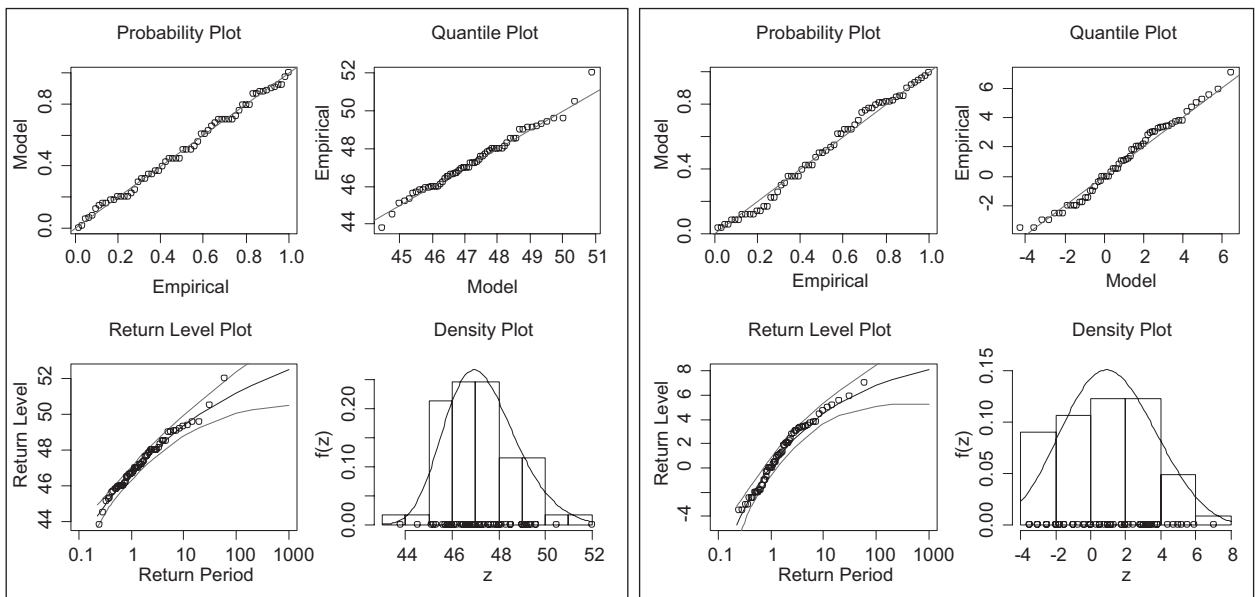 Probability Plot
Model
0.0 0.4 0.8
0.0 0.2 0.4 0.6 0.8 1.0
Empirical
Quantile Plot
Empirical
44 46 48 50 52
45 46 47 48 49 50 51
Model
Return Level Plot
Return Level
44 46 48 50 52
0.1 1 10 100 1000
Return Period
Density Plot
f(z)
0.00 0.10 0.20
44 46 48 50 52
z
Probability Plot
Model
0.0 0.4 0.8
0.0 0.2 0.4 0.6 0.8 1.0
Empirical
Quantile Plot
Empirical
-2 0 2 4 6
-4 -2 0 2 4 6
Model
Return Level Plot
Return Level
-4 -2 0 2 4 6 8
0.1 1 10 100 1000
Return Period
Density Plot
f(z)
0.00 0.05 0.10 0.15
-4 -2 0 2 4 6 8
z